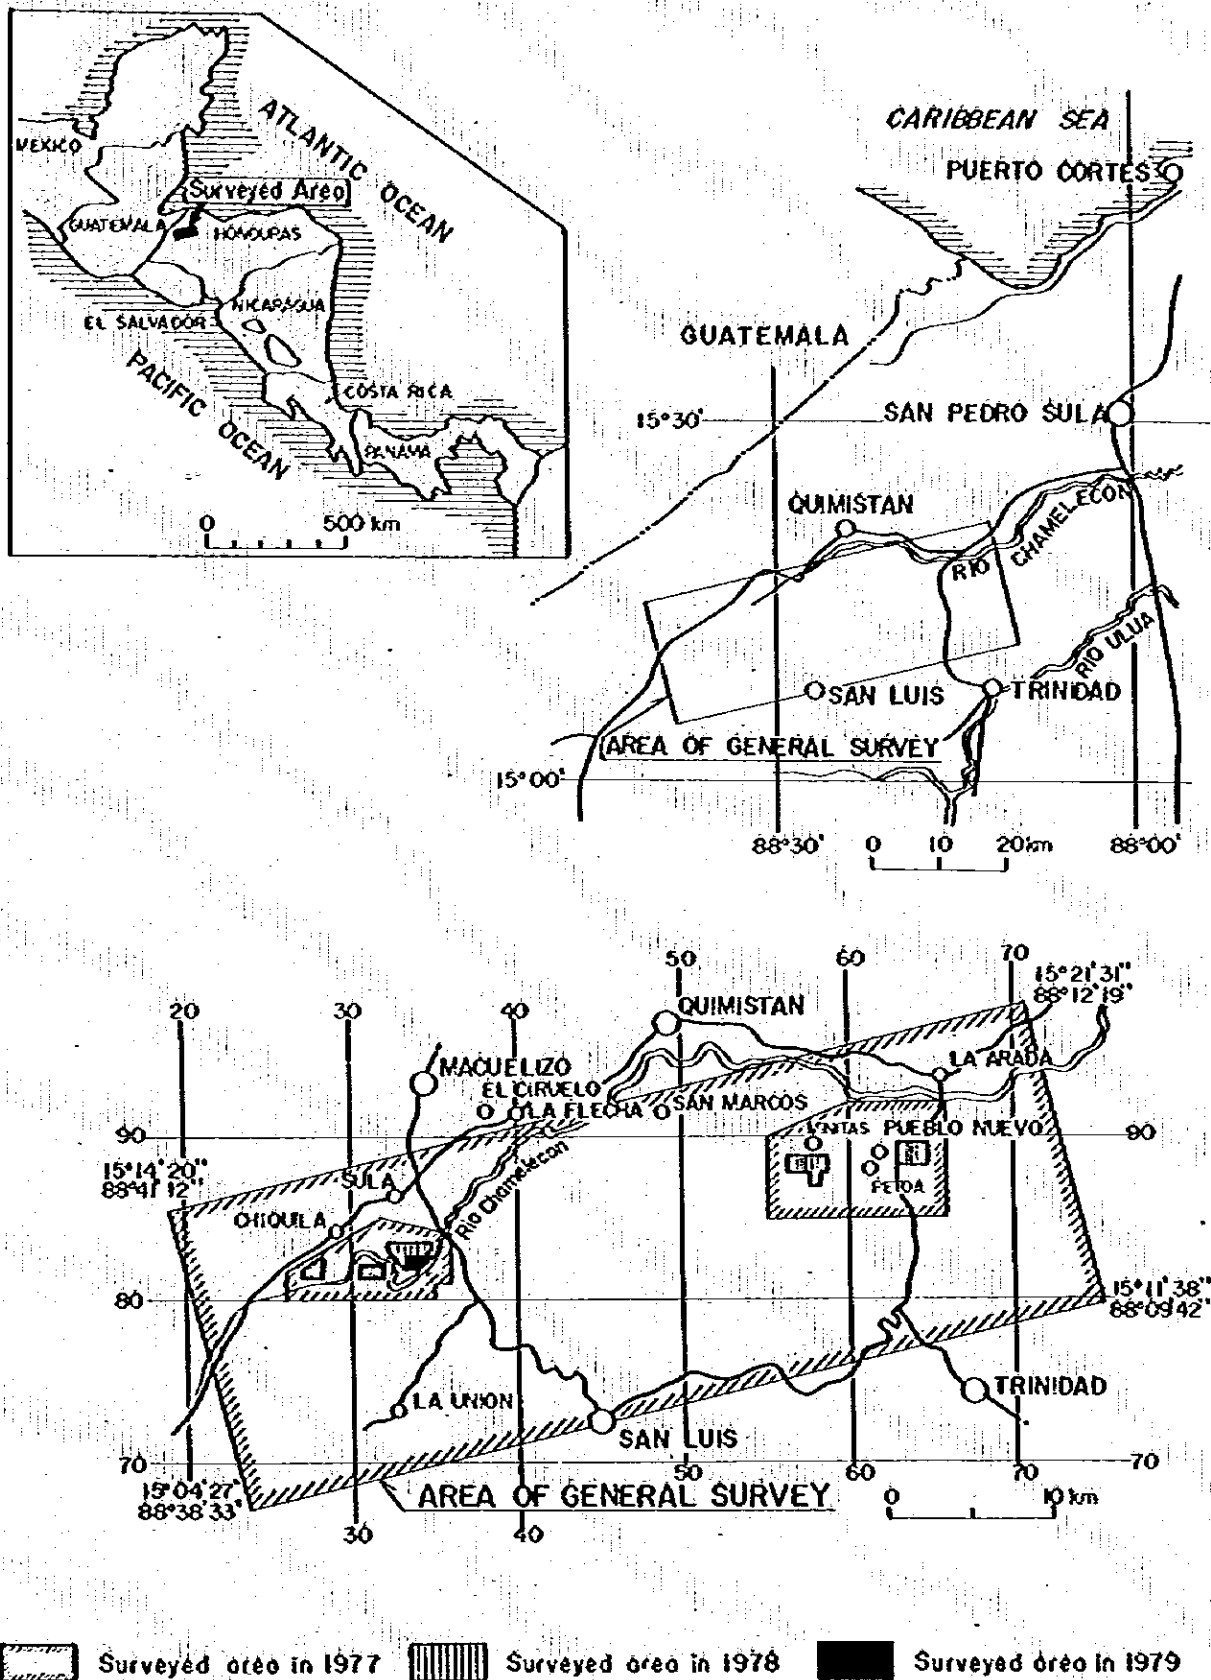 ATLANTIC OCEAN
MEXICO
Surveyed Area
GUATEMALA
HONDURAS
NICARAGUA
EL SALVADOR
COSTA RICA
PACIFIC OCEAN
PANAMA
0 500 km
CARIBBEAN SEA
PUERTO CORTES
GUATEMALA
15°30'
SAN PEDRO SULA
QUIMISTAN
RIO CHAMELECON
RIO ULUA
SAN LUIS
TRINIDAD
AREA OF GENERAL SURVEY
15°00'
88°30'
0 10 20km
88°00'
50
60
70
15°21'31"
88°12'19"
20
30
40
QUIMISTAN
MACUELIZO
EL CIRUELO
LA FLECHA
SAN MARCOS
LA ARADA
90
PUEBLO NUEVO
90
15°14'20"
88°41'12"
SULA
Rio Chamelecon
CHIQUILA
80
15°11'38"
88°09'42"
LA UNION
TRINIDAD
SAN LUIS
70
50
60
70
70
15°04'27"
88°38'33"
AREA OF GENERAL SURVEY
0 10 km
30
40
Surveyed area in 1977
Surveyed area in 1978
Surveyed area in 1979